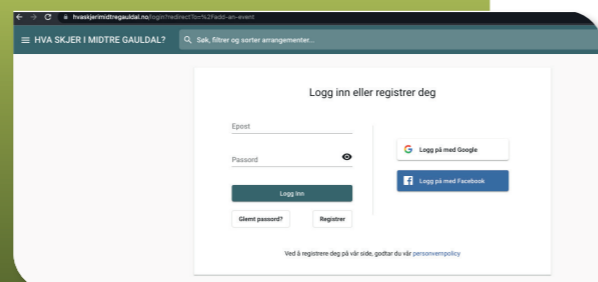 hvaskjerimidtregauldal.no/login?redirectTo=%2Fadd-an-event
HVA SKJER I MIDTRE GAULDAL?
Søk, filtrer og sorter arrangementer...
Logg inn eller registrer deg
Epost
Passord
Logg inn
Glemt passord?
Registrer
Logg på med Google
Logg på med Facebook
Ved å registrere deg på vår side, godtar du vår personvernpolicy